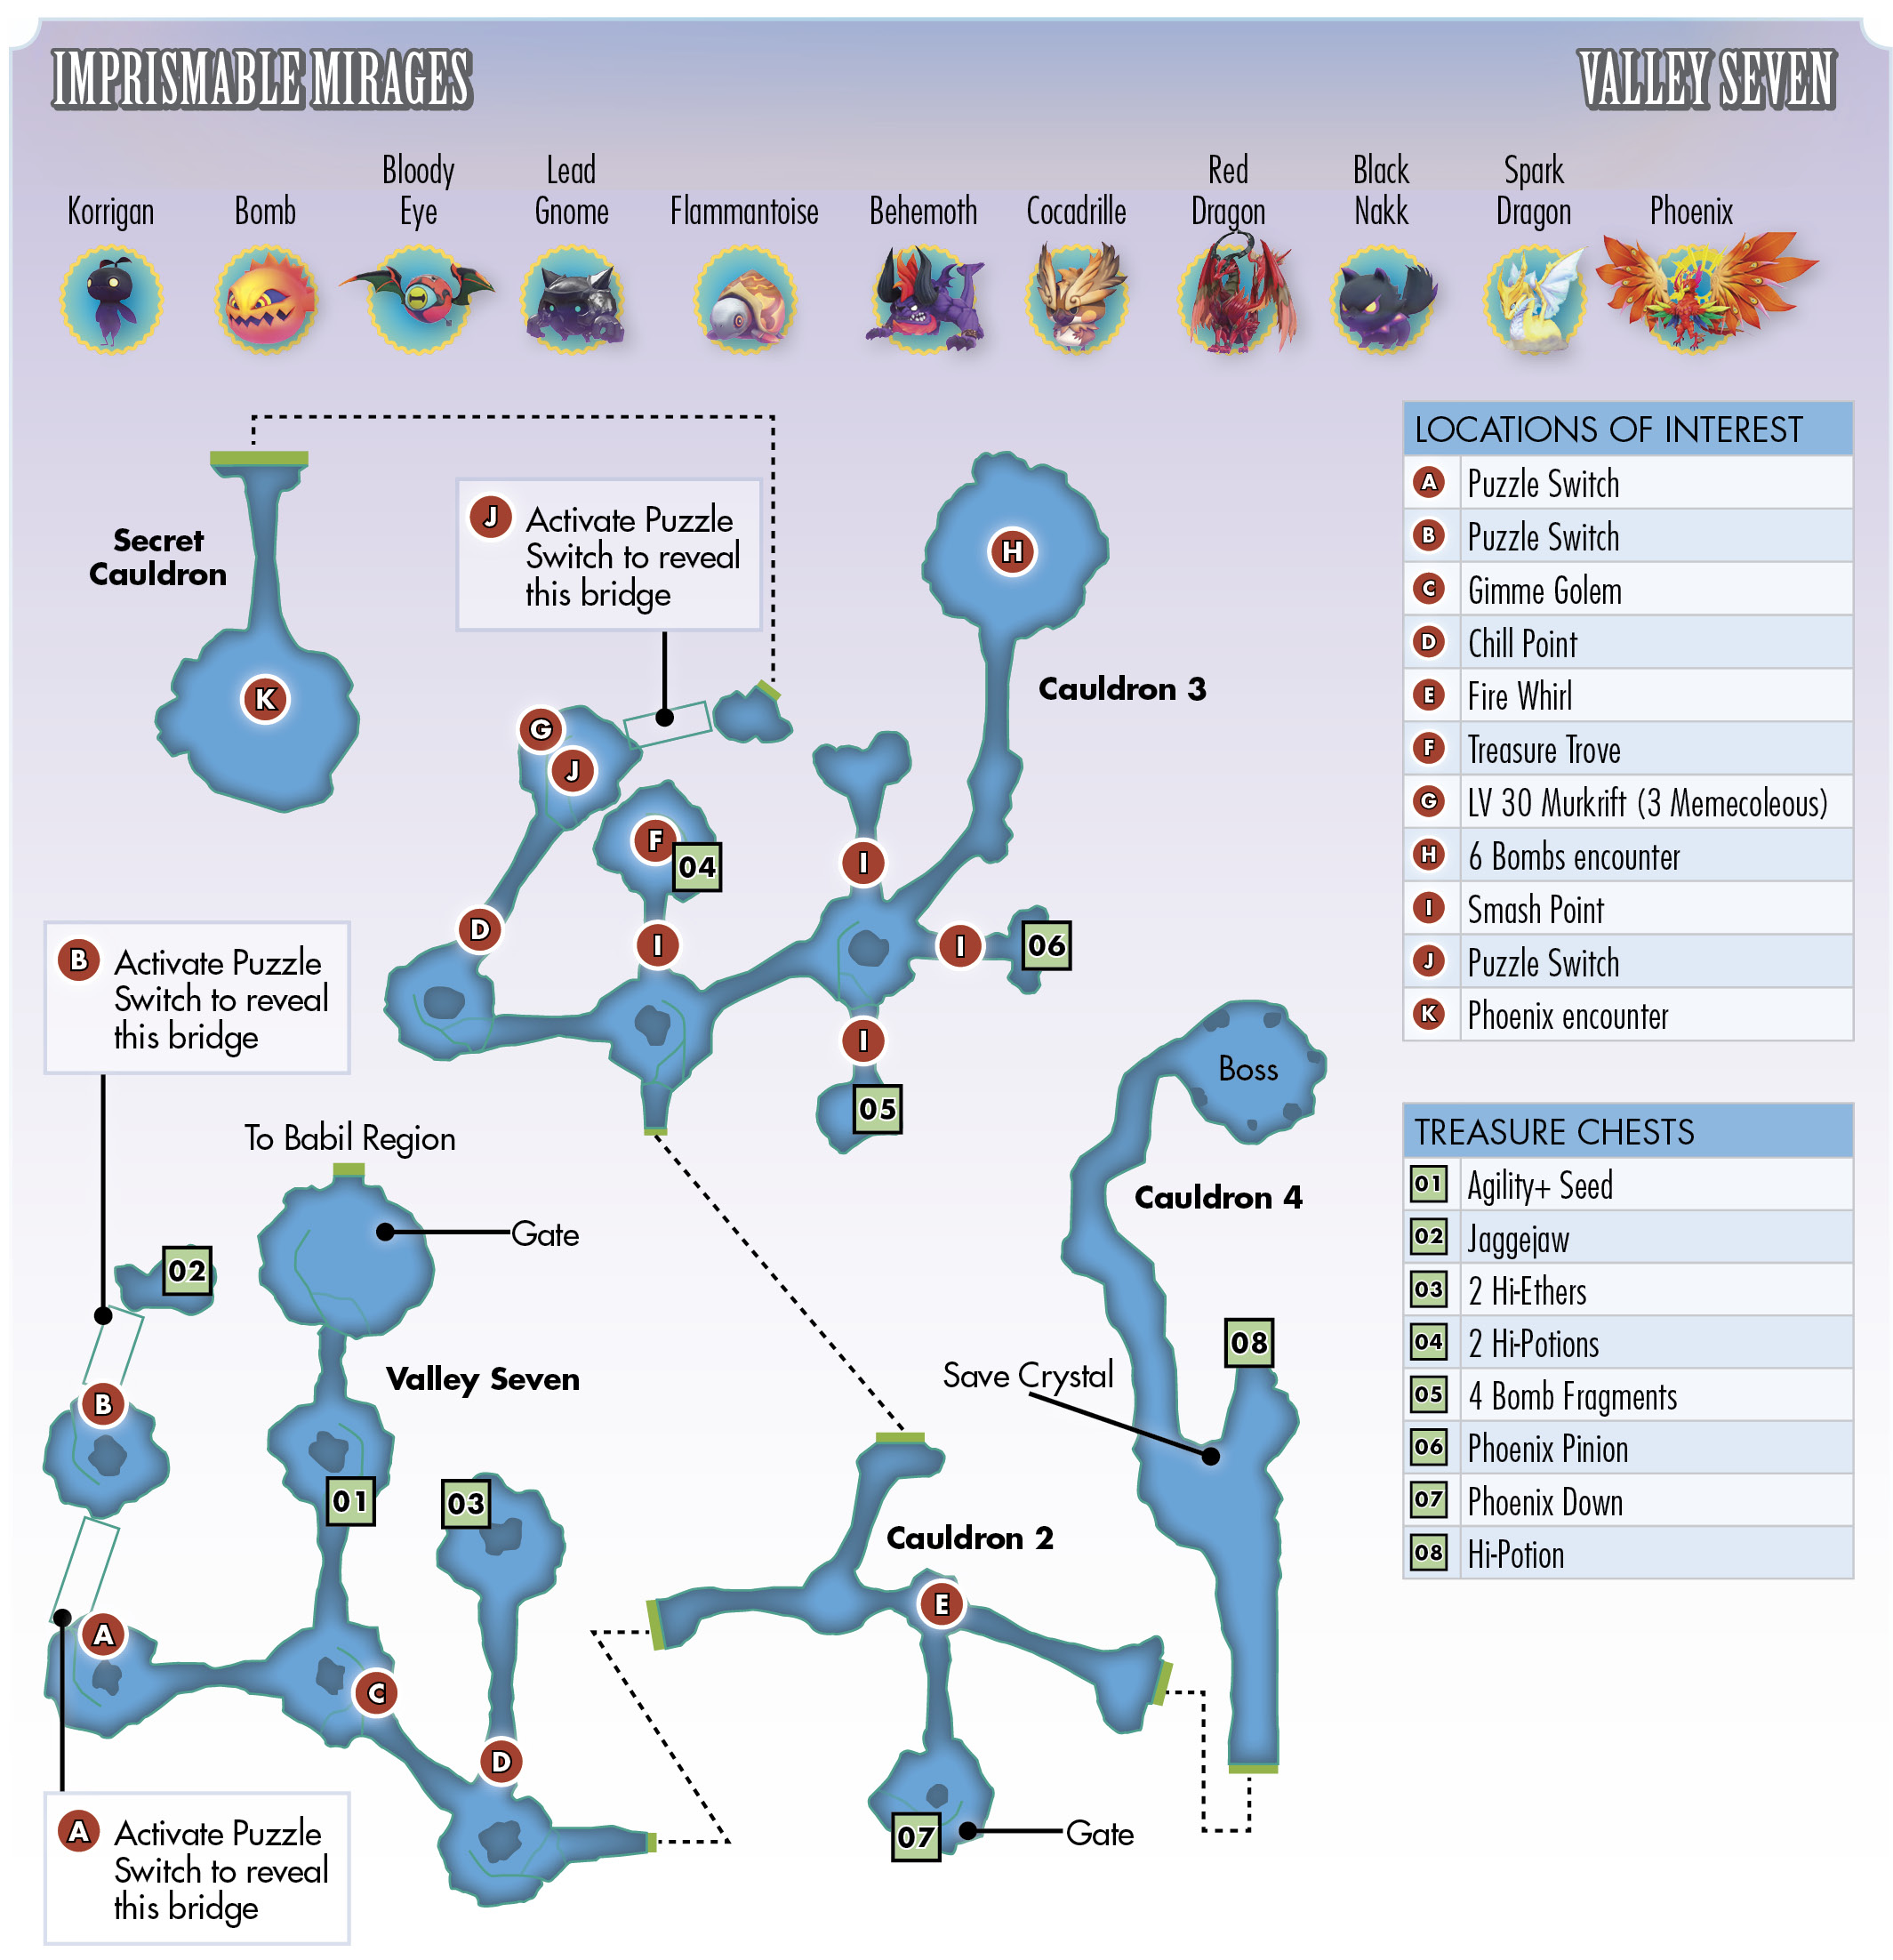 IMPRISMABLE MIRAGES
VALLEY SEVEN
Korrigan
Bomb
Bloody
Eye
Lead
Gnome
Flammantoise
Behemoth
Cocadrille
Red
Dragon
Black
Nakk
Spark
Dragon
Phoenix
Secret
Cauldron
K
J Activate Puzzle
Switch to reveal
this bridge
G
J
F
04
D
I
I
I
06
I
05
H
Cauldron 3
B Activate Puzzle
Switch to reveal
this bridge
To Babil Region
Gate
02
B
Valley Seven
01
03
A
C
D
A Activate Puzzle
Switch to reveal
this bridge
Cauldron 2
E
07
Gate
Boss
Cauldron 4
08
Save Crystal
LOCATIONS OF INTEREST
A Puzzle Switch
B Puzzle Switch
C Gimme Golem
D Chill Point
E Fire Whirl
F Treasure Trove
G LV 30 Murkrift (3 Memecoleous)
H 6 Bombs encounter
I Smash Point
J Puzzle Switch
K Phoenix encounter
TREASURE CHESTS
01 Agility+ Seed
02 Jaggejaw
03 2 Hi-Ethers
04 2 Hi-Potions
05 4 Bomb Fragments
06 Phoenix Pinion
07 Phoenix Down
08 Hi-Potion